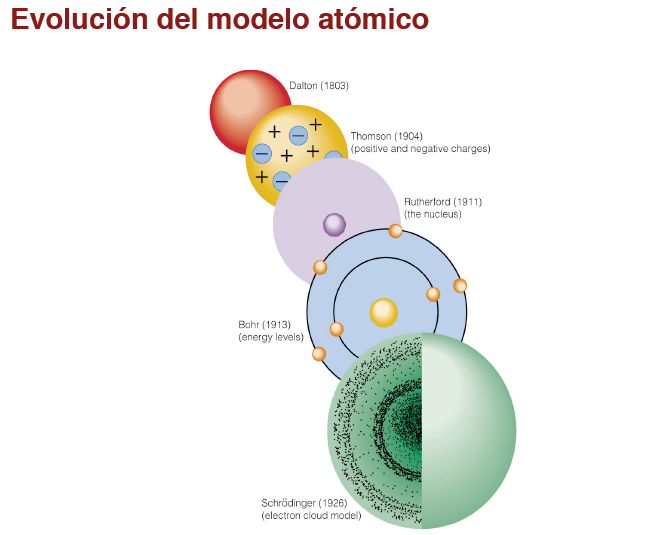 Evolución del modelo atómico
Dalton (1803)
Thomson (1904)
(positive and negative charges)
+ + − − + + + −
Rutherford (1911)
(the nucleus)
Bohr (1913)
(energy levels)
Schrödinger (1926)
(electron cloud model)